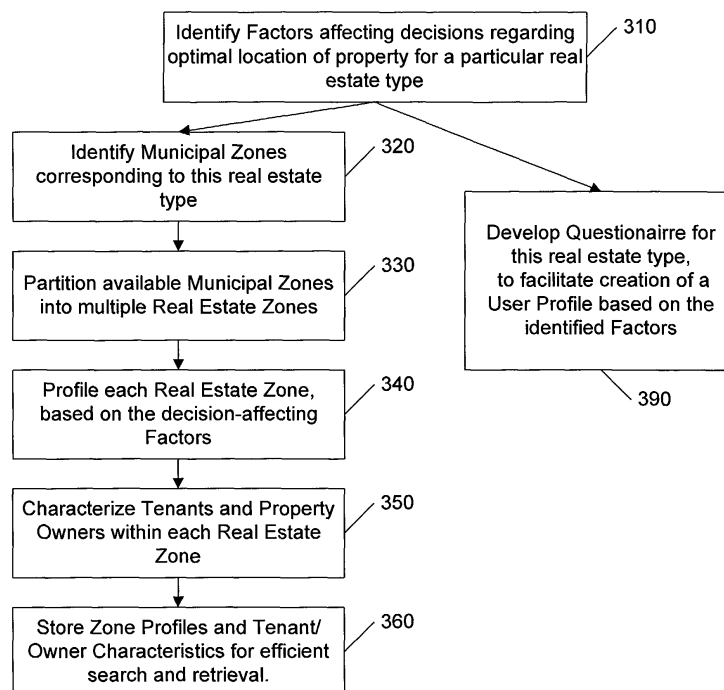 Identify Factors affecting decisions regarding
optimal location of property for a particular real
estate type
310
Identify Municipal Zones
corresponding to this real estate
type
320
Partition available Municipal Zones
into multiple Real Estate Zones
330
Profile each Real Estate Zone,
based on the decision-affecting
Factors
340
Characterize Tenants and Property
Owners within each Real Estate
Zone
350
Store Zone Profiles and Tenant/
Owner Characteristics for efficient
search and retrieval.
360
Develop Questionairre for
this real estate type,
to facilitate creation of a
User Profile based on the
identified Factors
390